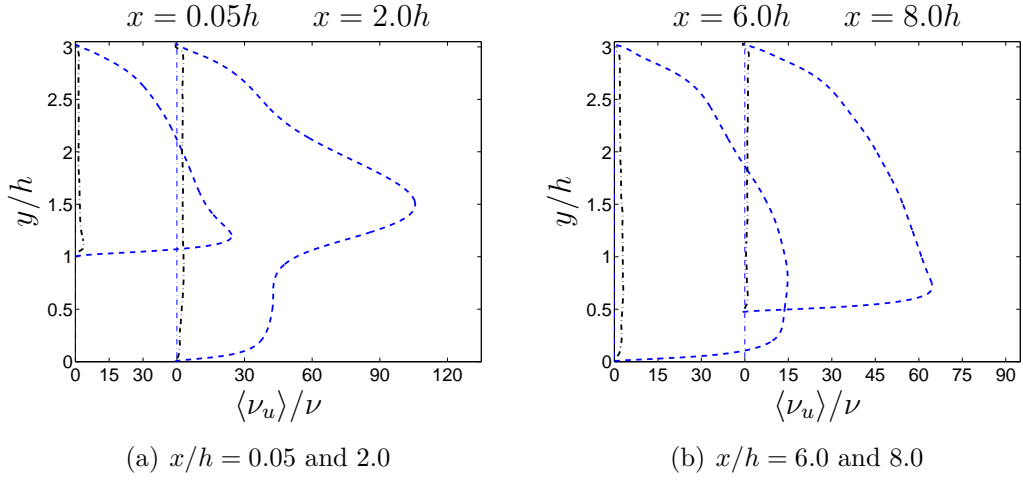 x = 0.05h x = 2.0h
3
2.5
2
1.5
1
0.5
0
y/h
0 15 30 0 30 60 90 120
⟨ν_u⟩/ν
(a) x/h = 0.05 and 2.0
x = 6.0h x = 8.0h
3
2.5
2
1.5
1
0.5
0
y/h
0 15 30 0 15 30 45 60 75 90
⟨ν_u⟩/ν
(b) x/h = 6.0 and 8.0